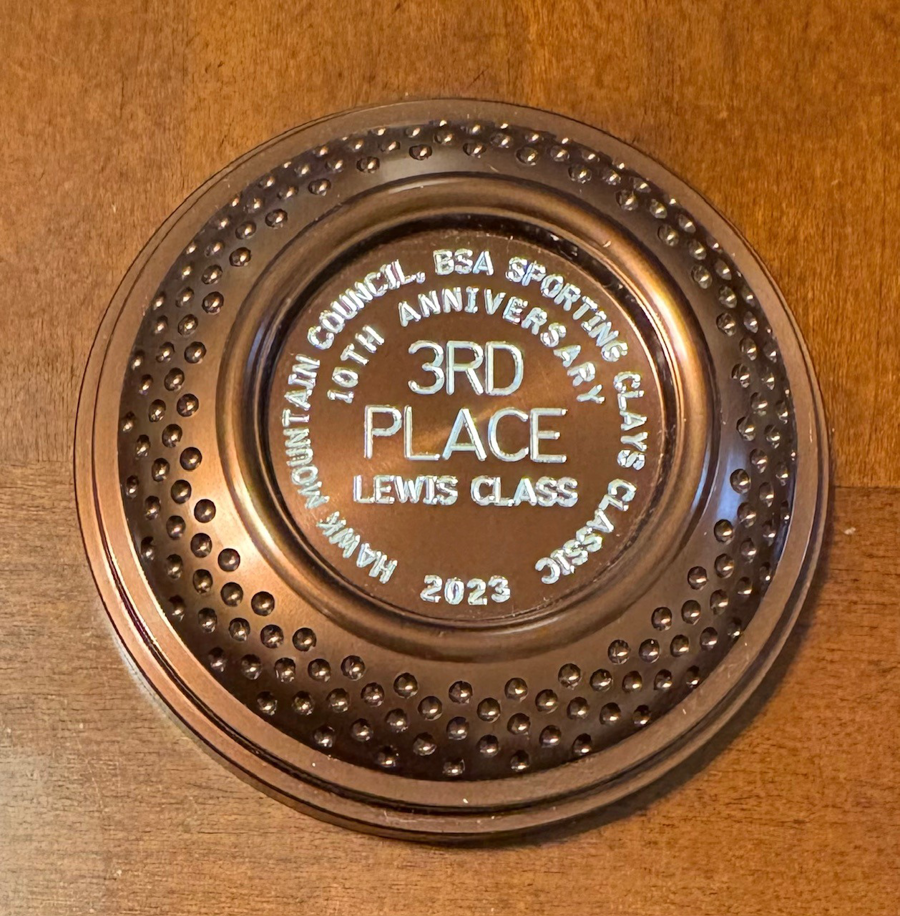 HAWK MOUNTAIN COUNCIL, BSA SPORTING CLAYS CLASSIC
10TH ANNIVERSARY
3RD
PLACE
LEWIS CLASS
2023